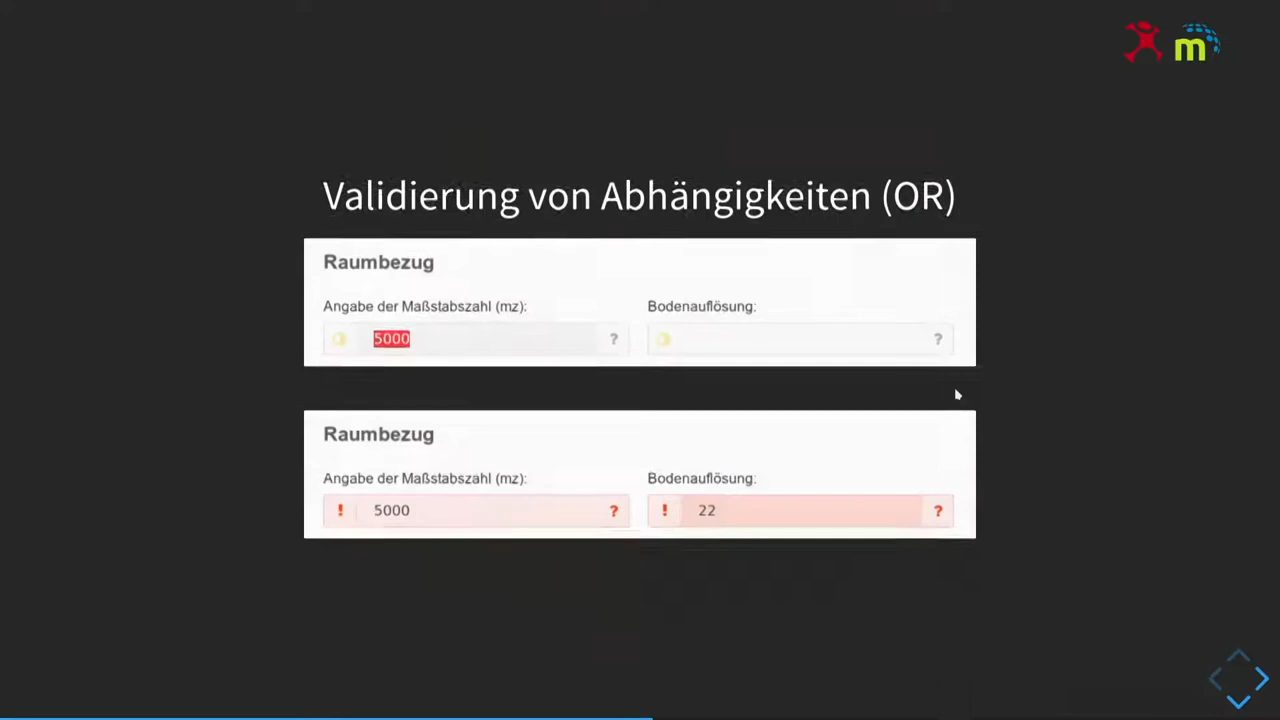 m
Validierung von Abhängigkeiten (OR)
Raumbezug
Angabe der Maßstabszahl (mz): Bodenauflösung:
5000 ? ?
Raumbezug
Angabe der Maßstabszahl (mz): Bodenauflösung:
! 5000 ? ! 22 ?